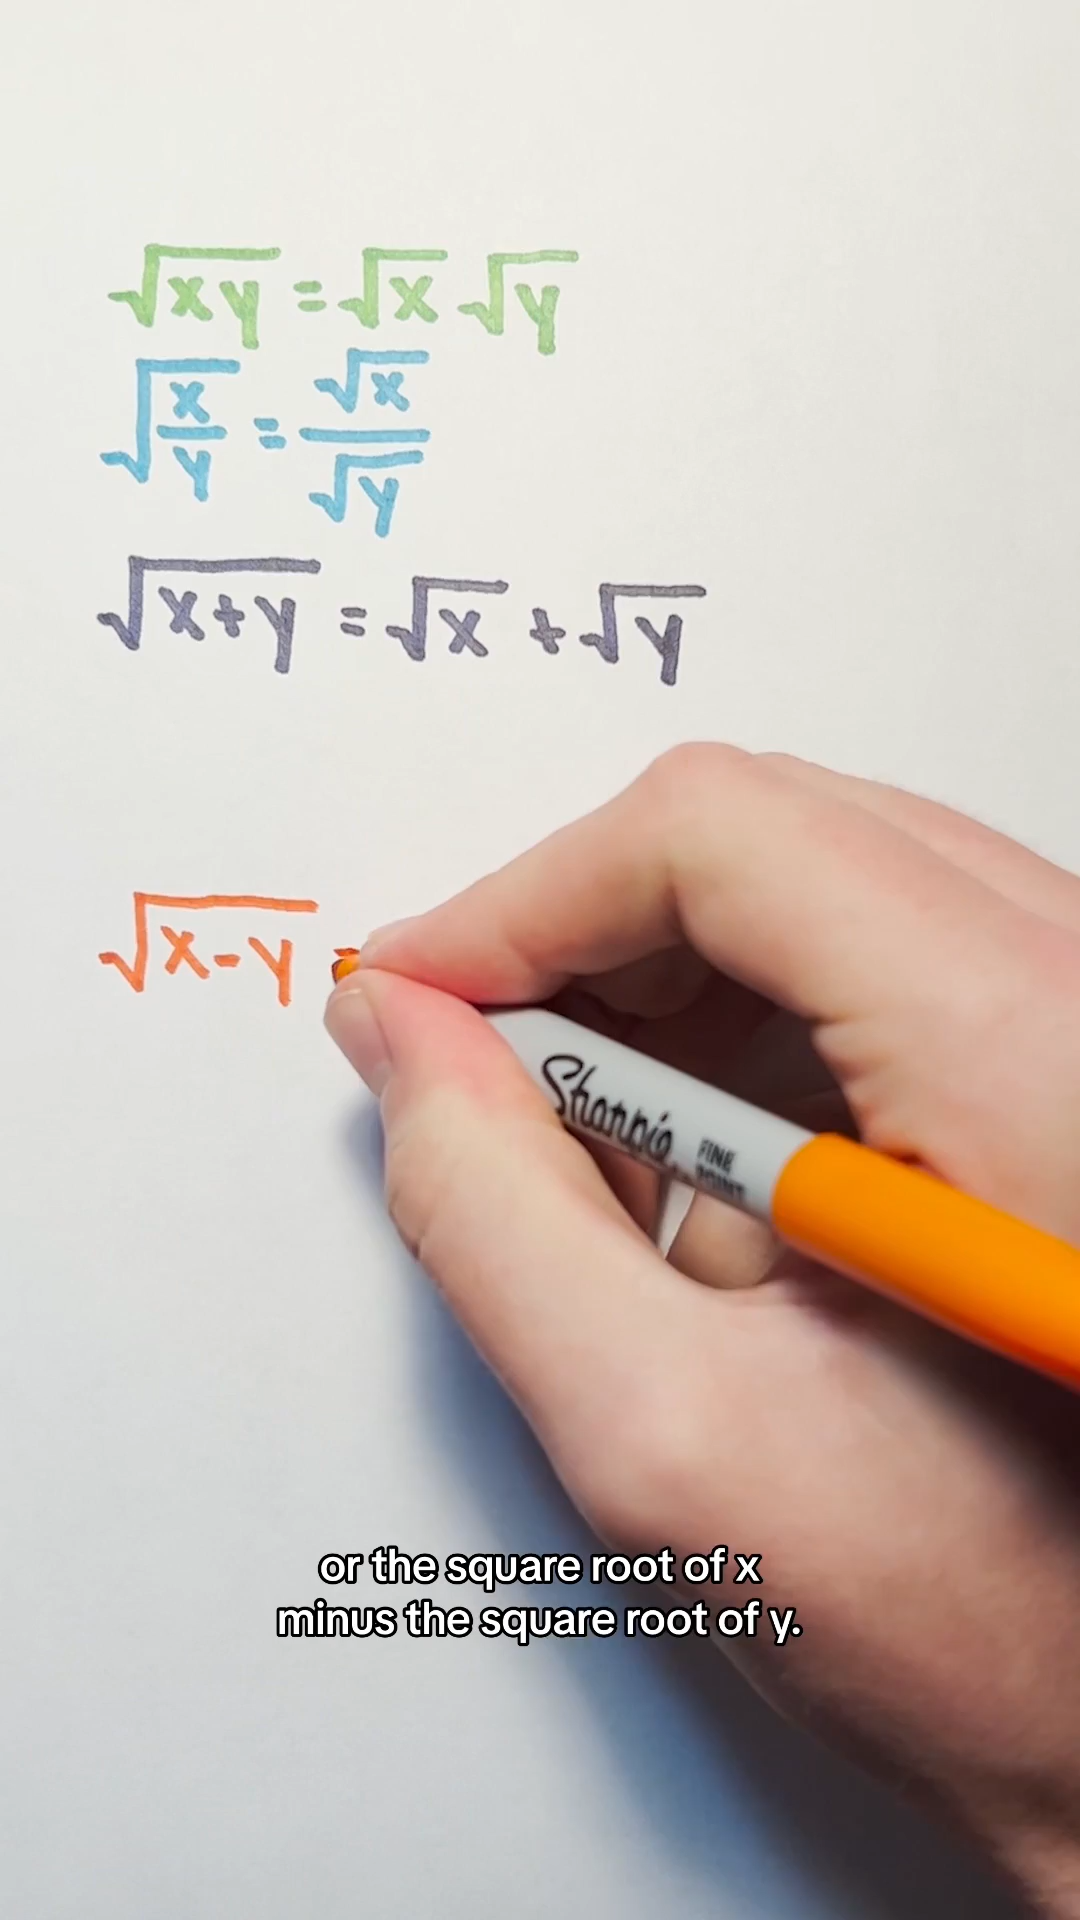 √xy = √x √y
√x/y = √x/√y
√x+y = √x + √y
√x-y =
Sharpie FINE POINT
or the square root of x
minus the square root of y.